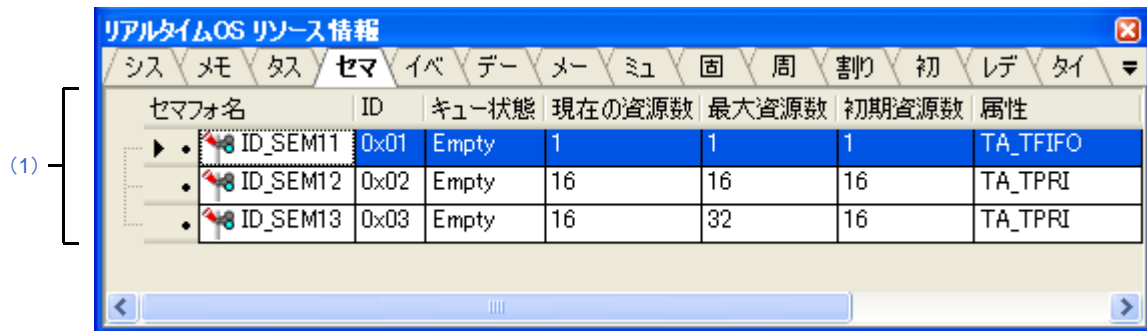 リアルタイムOS リソース情報
シス メモ タス セマ イベ デー メー ミュ 固 周 割り 初 レデ タイ
セマフォ名 ID キュー状態 現在の資源数 最大資源数 初期資源数 属性
(1)
ID_SEM11 0x01 Empty 1 1 1 TA_TFIFO
ID_SEM12 0x02 Empty 16 16 16 TA_TPRI
ID_SEM13 0x03 Empty 16 32 16 TA_TPRI